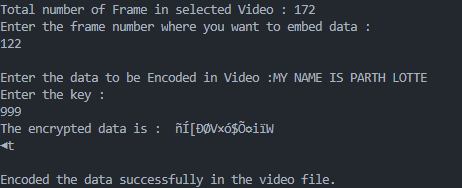 Total number of Frame in selected Video : 172
Enter the frame number where you want to embed data :
122
Enter the data to be Encoded in Video :MY NAME IS PARTH LOTTE
Enter the key :
999
The encrypted data is :  ñÍ[ÐØV×ó$Õ¤iïW
◄t
Encoded the data successfully in the video file.